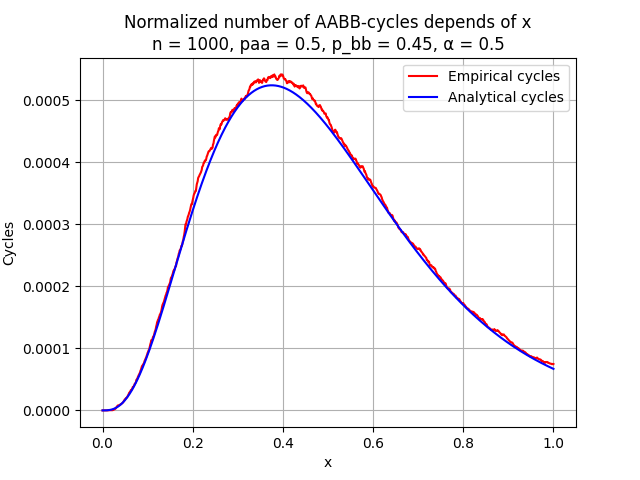 Normalized number of AABB-cycles depends of x
n = 1000, paa = 0.5, p_bb = 0.45, α = 0.5
Empirical cycles
Analytical cycles
Cycles
0.0005
0.0004
0.0003
0.0002
0.0001
0.0000
0.0 0.2 0.4 0.6 0.8 1.0
x